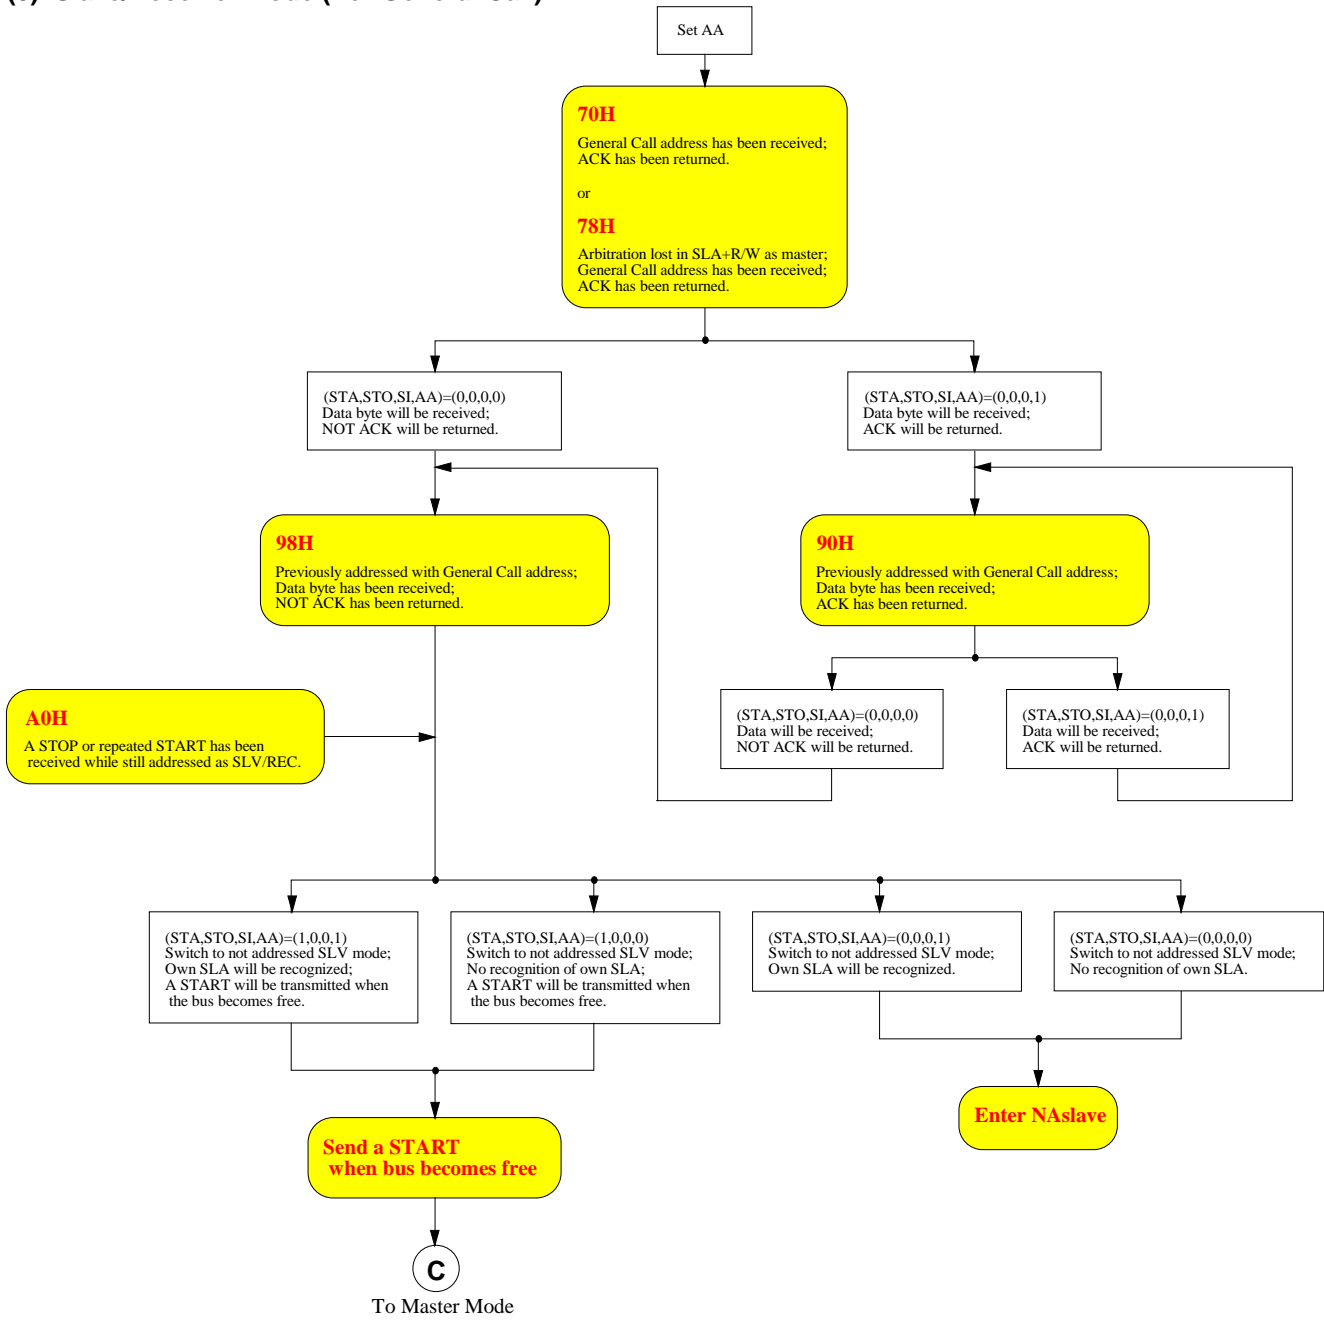 Set AA
70H
General Call address has been received;
ACK has been returned.
or
78H
Arbitration lost in SLA+R/W as master;
General Call address has been received;
ACK has been returned.
(STA,STO,SI,AA)=(0,0,0,0)
Data byte will be received;
NOT ACK will be returned.
(STA,STO,SI,AA)=(0,0,0,1)
Data byte will be received;
ACK will be returned.
98H
Previously addressed with General Call address;
Data byte has been received;
NOT ACK has been returned.
90H
Previously addressed with General Call address;
Data byte has been received;
ACK has been returned.
(STA,STO,SI,AA)=(0,0,0,0)
Data will be received;
NOT ACK will be returned.
(STA,STO,SI,AA)=(0,0,0,1)
Data will be received;
ACK will be returned.
A0H
A STOP or repeated START has been
received while still addressed as SLV/REC.
(STA,STO,SI,AA)=(1,0,0,1)
Switch to not addressed SLV mode;
Own SLA will be recognized;
A START will be transmitted when
the bus becomes free.
(STA,STO,SI,AA)=(1,0,0,0)
Switch to not addressed SLV mode;
No recognition of own SLA;
A START will be transmitted when
the bus becomes free.
(STA,STO,SI,AA)=(0,0,0,1)
Switch to not addressed SLV mode;
Own SLA will be recognized.
(STA,STO,SI,AA)=(0,0,0,0)
Switch to not addressed SLV mode;
No recognition of own SLA.
Send a START
when bus becomes free
Enter NAslave
C
To Master Mode